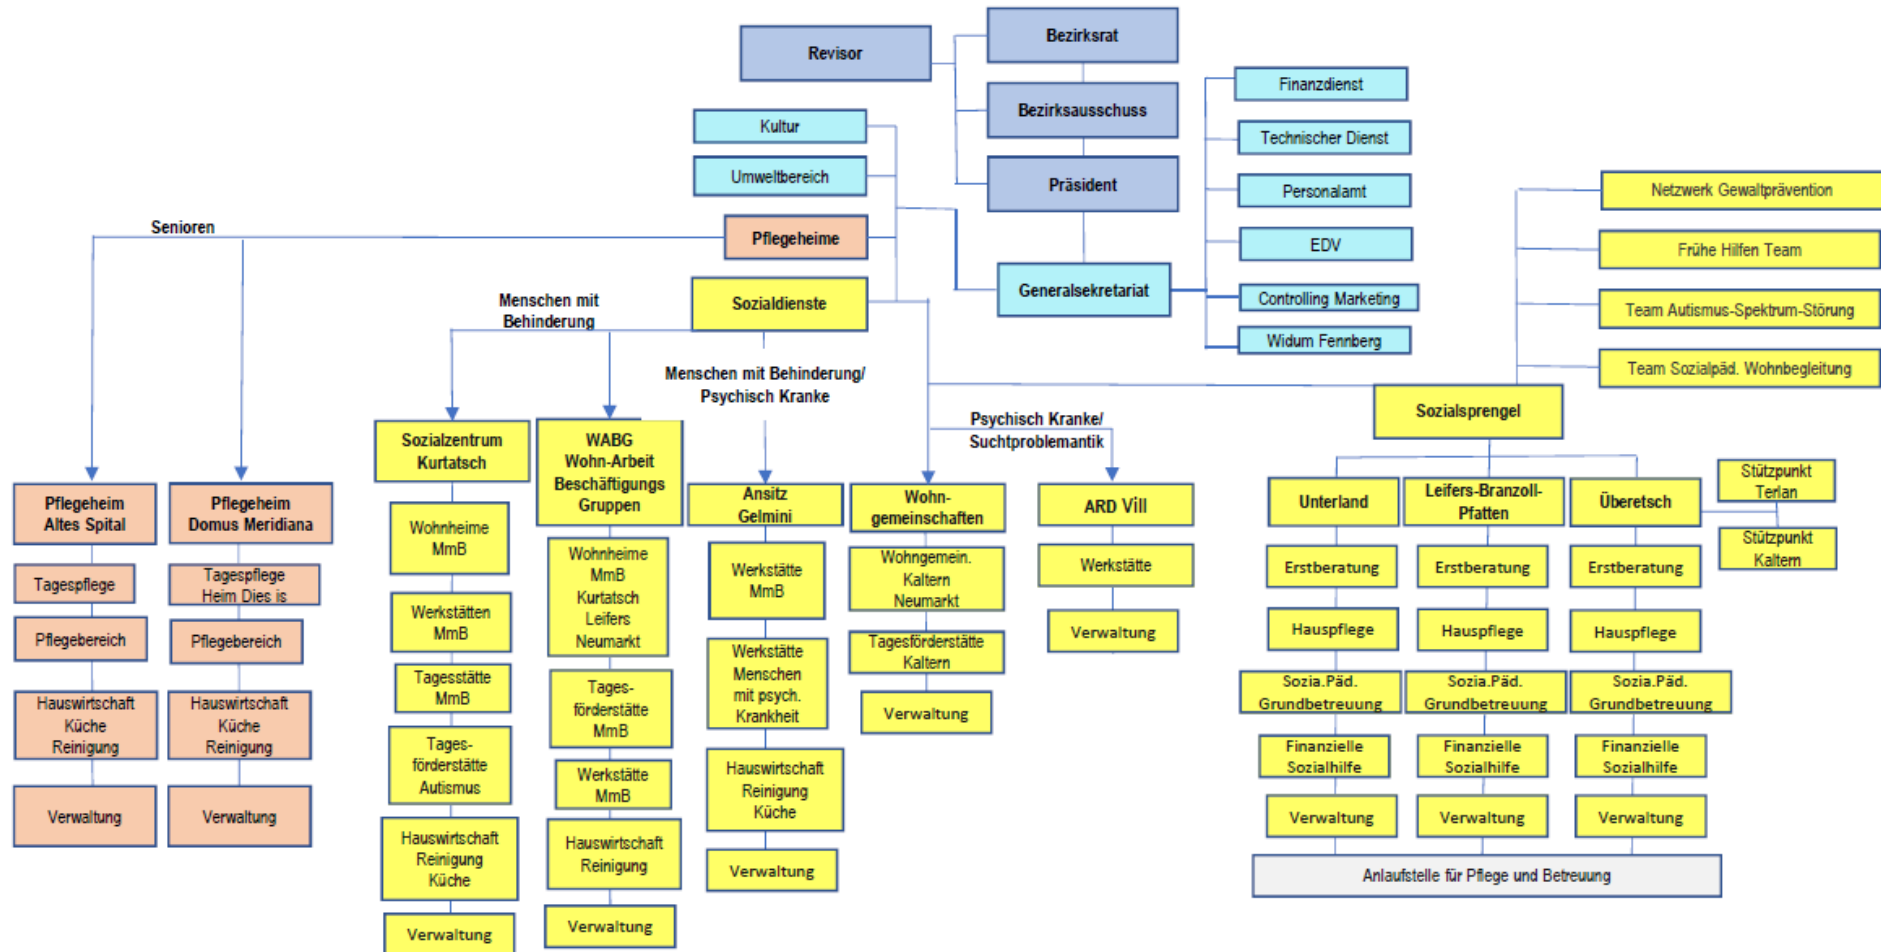 Bezirksrat
Revisor
Bezirksausschuss
Präsident
Generalsekretariat
Kultur
Umweltbereich
Pflegeheime
Sozialdienste
Finanzdienst
Technischer Dienst
Personalamt
EDV
Controlling Marketing
Widum Fennberg
Netzwerk Gewaltprävention
Frühe Hilfen Team
Team Autismus-Spektrum-Störung
Team Sozialpäd. Wohnbegleitung
Senioren
Menschen mit
Behinderung
Menschen mit Behinderung/
Psychisch Kranke
Psychisch Kranke/
Suchtproblemantik
Pflegeheim
Altes Spital
Tagespflege
Pflegebereich
Hauswirtschaft
Küche
Reinigung
Verwaltung
Pflegeheim
Domus Meridiana
Tagespflege
Heim Dies is
Pflegebereich
Hauswirtschaft
Küche
Reinigung
Verwaltung
Sozialzentrum
Kurtatsch
Wohnheime
MmB
Werkstätten
MmB
Tagesstätte
MmB
Tages-
förderstätte
Autismus
Hauswirtschaft
Reinigung
Küche
Verwaltung
WABG
Wohn-Arbeit
Beschäftigungs
Gruppen
Wohnheime
MmB
Kurtatsch
Leifers
Neumarkt
Tages-
förderstätte
MmB
Werkstätte
MmB
Hauswirtschaft
Reinigung
Verwaltung
Ansitz
Gelmini
Werkstätte
MmB
Werkstätte
Menschen
mit psych.
Krankheit
Hauswirtschaft
Reinigung
Küche
Verwaltung
Wohn-
gemeinschaften
Wohngemein.
Kaltern
Neumarkt
Tagesförderstätte
Kaltern
Verwaltung
ARD Vill
Werkstätte
Verwaltung
Sozialsprengel
Unterland
Erstberatung
Hauspflege
Sozia.Päd.
Grundbetreuung
Finanzielle
Sozialhilfe
Verwaltung
Leifers-Branzoll-
Pfatten
Erstberatung
Hauspflege
Sozia.Päd.
Grundbetreuung
Finanzielle
Sozialhilfe
Verwaltung
Überetsch
Erstberatung
Hauspflege
Sozia.Päd.
Grundbetreuung
Finanzielle
Sozialhilfe
Verwaltung
Stützpunkt
Terlan
Stützpunkt
Kaltern
Anlaufstelle für Pflege und Betreuung